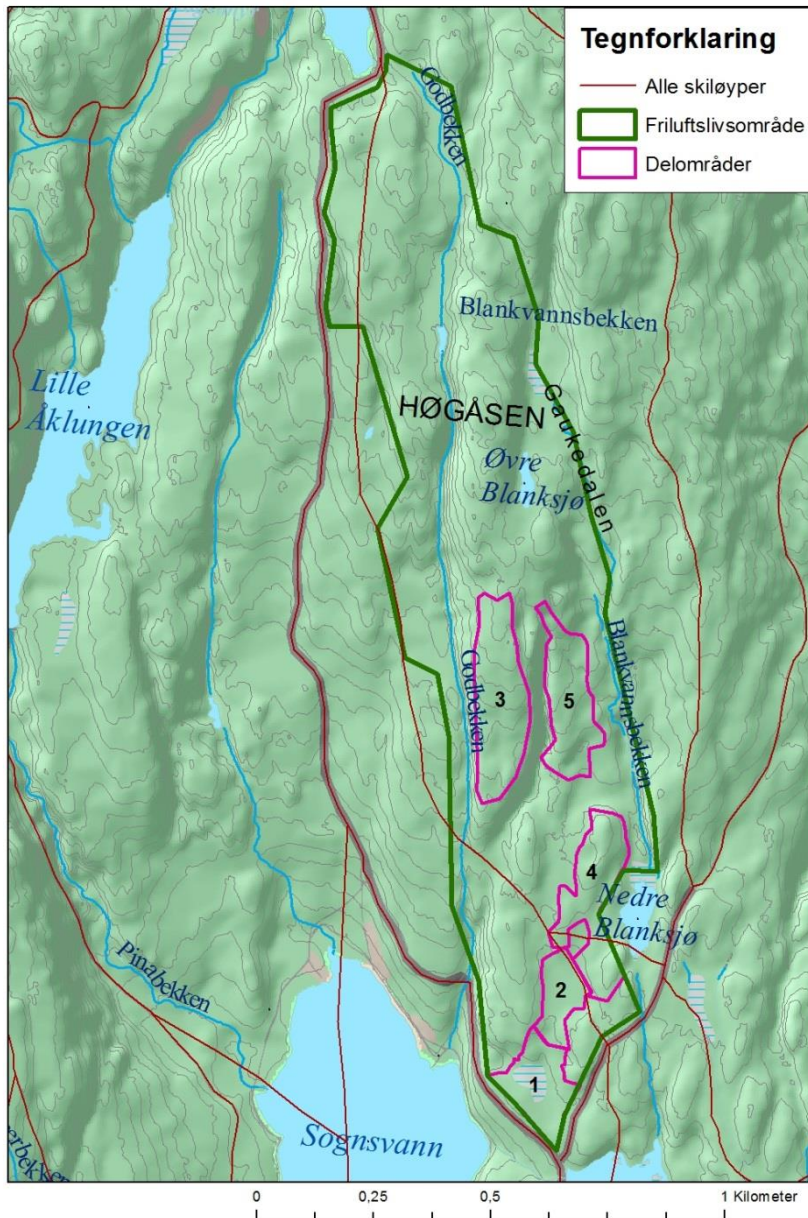 Tegnforklaring
Alle skiløyper
Friluftslivsområde
Delområder
Godbekken
Blankvannsbekken
Lille
Åklungen
HØGÅSEN
Gaukedalen
Øvre
Blanksjø
Blankvannsbekken
Godbekken
3
5
4
Nedre
Blanksjø
2
Pinabekken
1
Sognsvann
0 0,25 0,5 1 Kilometer